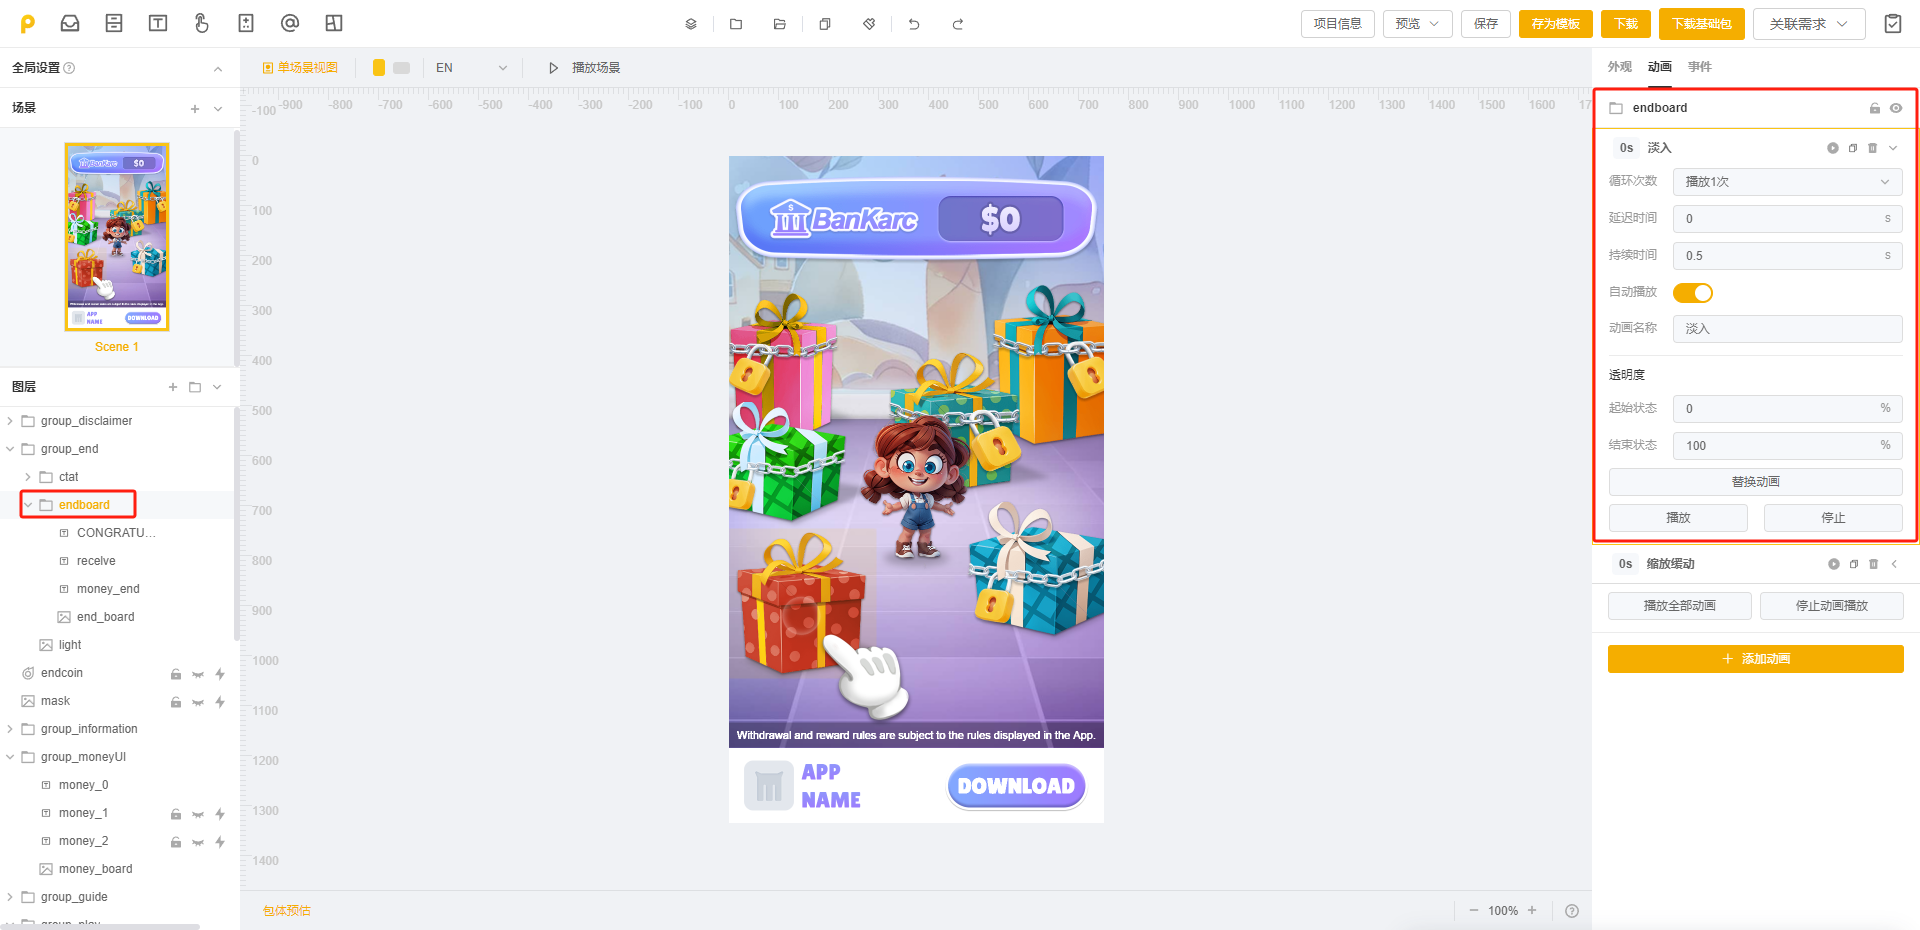 项目信息
预览
保存
存为模板
下载
下载基础包
关联需求
全局设置
单场景视图
EN
播放场景
外观
动画
事件
场景
-900 -800 -700 -600 -500 -400 -300 -200 -100 0 100 200 300 400 500 600 700 800 900 1000 1100 1200 1300 1400 1500 1600 17
-100
0
100
200
300
400
500
600
700
800
900
1000
1100
1200
1300
1400
BanKarc $0
APP
NAME
DOWNLOAD
Scene 1
图层
group_disclaimer
group_end
ctat
endboard
CONGRATU...
recelve
money_end
end_board
light
endcoin
mask
group_information
group_moneyUI
money_0
money_1
money_2
money_board
group_guide
BanKarc
$0
Withdrawal and reward rules are subject to the rules displayed in the App.
APP
NAME
DOWNLOAD
包体预估
100%
endboard
0s 淡入
循环次数 播放1次
延迟时间 0 s
持续时间 0.5 s
自动播放
动画名称 淡入
透明度
起始状态 0 %
结束状态 100 %
替换动画
播放 停止
0s 缩放缓动
播放全部动画 停止动画播放
添加动画